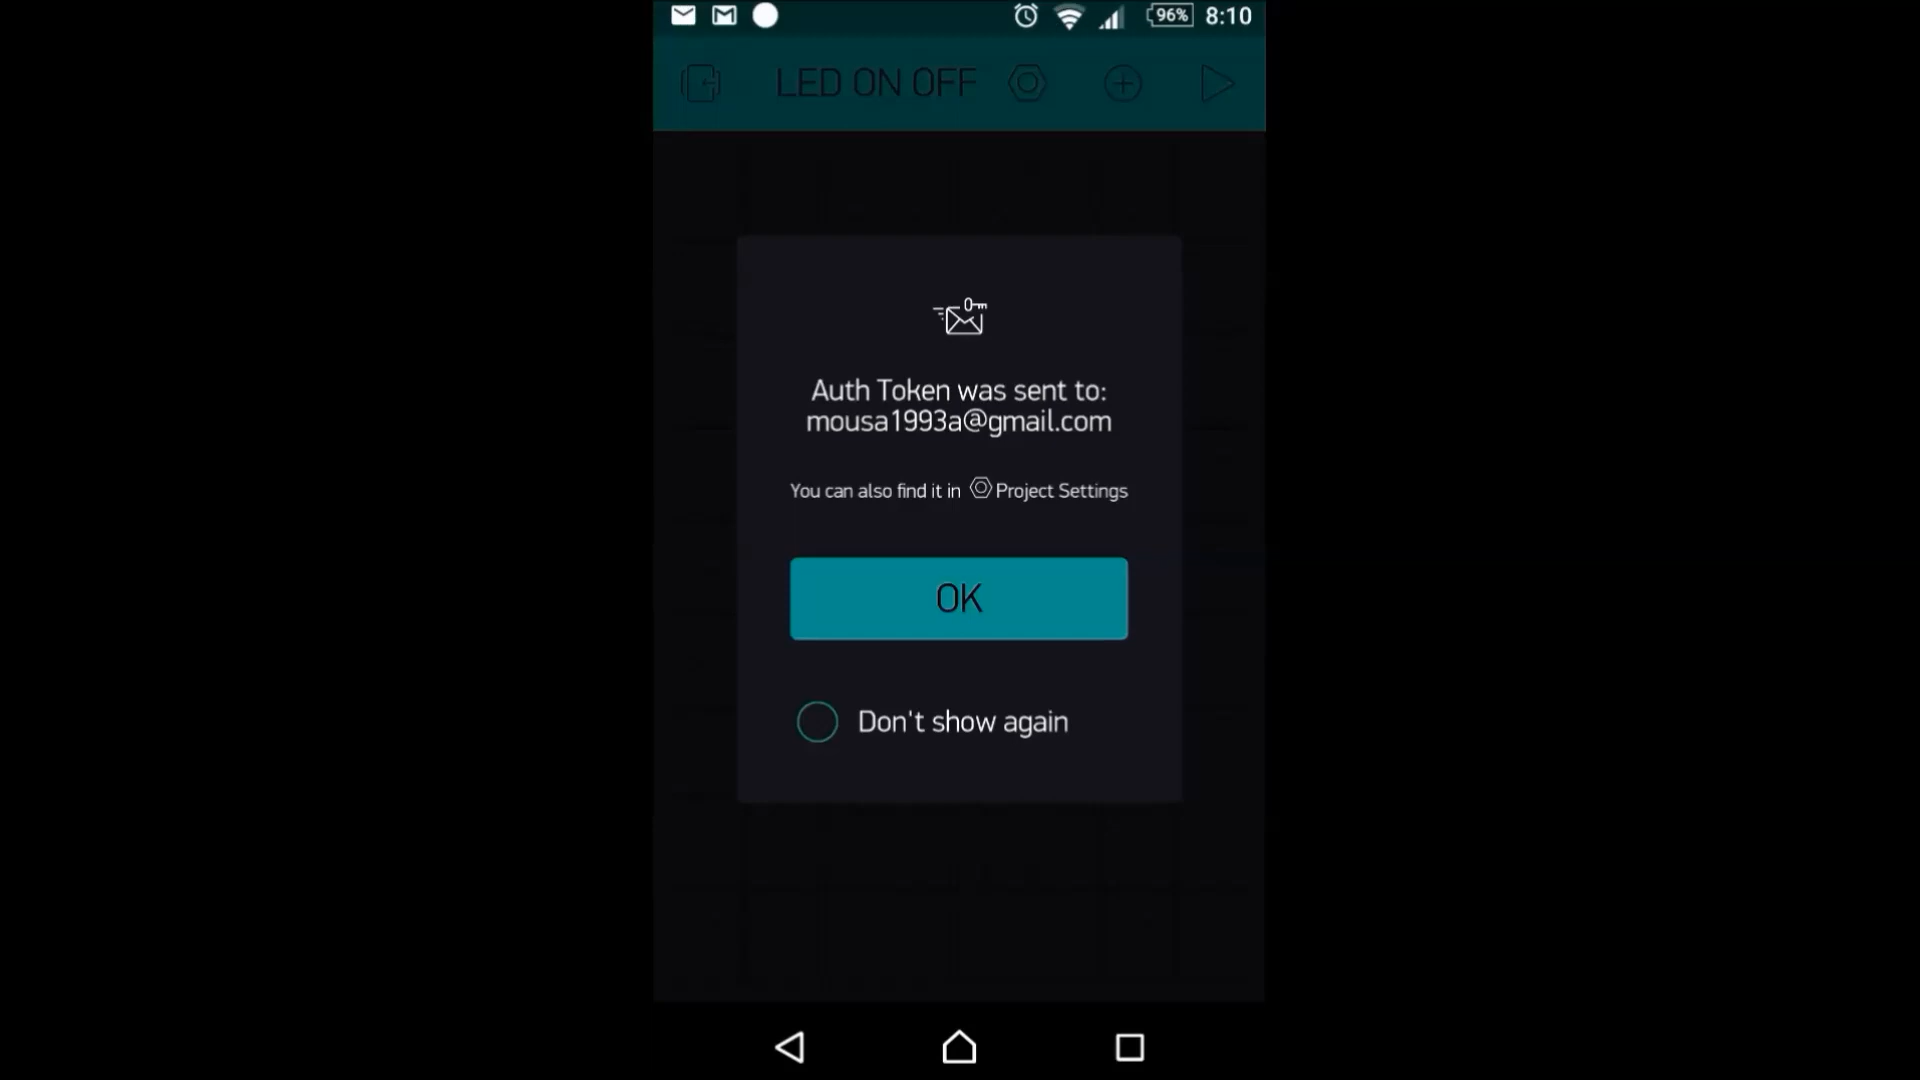 96% 8:10
LED ON OFF
Auth Token was sent to:
mousa1993a@gmail.com
You can also find it in Project Settings
OK
Don't show again